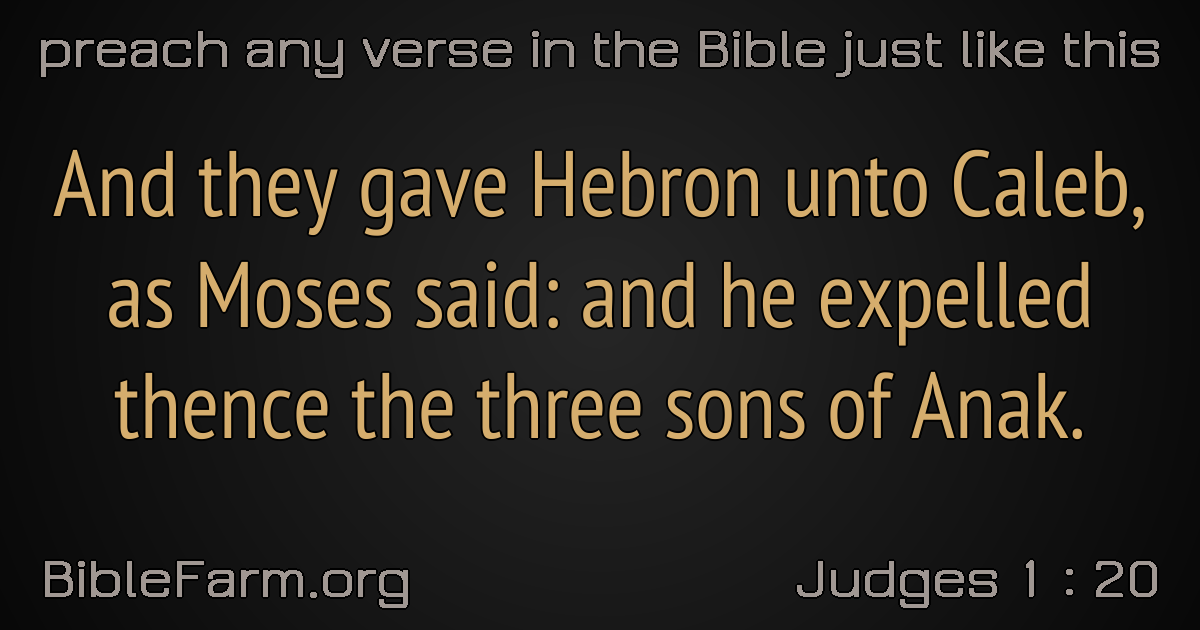 preach any verse in the Bible just like this
And they gave Hebron unto Caleb,
as Moses said: and he expelled
thence the three sons of Anak.
BibleFarm.org
Judges 1 : 20